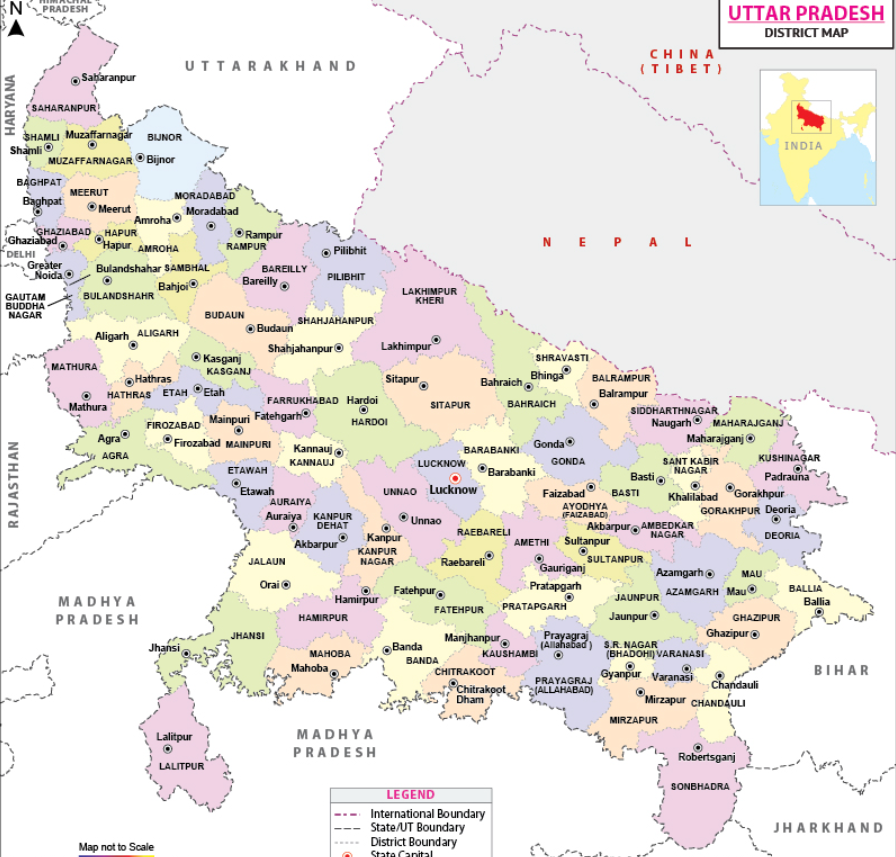 N
HIMACHAL
PRADESH
UTTAR PRADESH
DISTRICT MAP
CHINA
(TIBET)
INDIA
UTTARAKHAND
HARYANA
Saharanpur
SAHARANPUR
SHAMLI
Shamli
Muzaffarnagar
MUZAFFARNAGAR
BIJNOR
Bijnor
BAGHPAT
Baghpat
MEERUT
Meerut
MORADABAD
Moradabad
Amroha
AMROHA
GHAZIABAD
Ghaziabad
HAPUR
Hapur
Rampur
RAMPUR
DELHI
Greater
Noida
GAUTAM
BUDDHA
NAGAR
Bulandshahar
BULANDSHAHR
SAMBHAL
Bahjoi
BAREILLY
Bareilly
Pilibhit
PILIBHIT
NEPAL
LAKHIMPUR
KHERI
Lakhimpur
BUDAUN
Budaun
SHAHJAHANPUR
Shahjahanpur
Aligarh
ALIGARH
Kasganj
KASGANJ
MATHURA
Mathura
Hathras
HATHRAS
ETAH
Etah
FARRUKHABAD
Fatehgarh
Hardoi
HARDOI
Sitapur
SITAPUR
Bahraich
BAHRAICH
SHRAVASTI
Bhinga
BALRAMPUR
Balrampur
SIDDHARTHNAGAR
Naugarh
MAHARAJGANJ
Maharajganj
KUSHINAGAR
Padrauna
RAJASTHAN
Agra
AGRA
FIROZABAD
Firozabad
Mainpuri
MAINPURI
Kannauj
KANNAUJ
LUCKNOW
Lucknow
BARABANKI
Barabanki
Gonda
GONDA
Basti
BASTI
SANT KABIR
NAGAR
Khalilabad
Gorakhpur
GORAKHPUR
Deoria
DEORIA
ETAWAH
Etawah
AURAIYA
Auraiya
KANPUR
DEHAT
Akbarpur
UNNAO
Unnao
Kanpur
KANPUR
NAGAR
Faizabad
AYODHYA
(FAIZABAD)
Akbarpur
AMBEDKAR
NAGAR
RAEBARELI
Raebareli
AMETHI
Gauriganj
Sultanpur
SULTANPUR
Azamgarh
AZAMGARH
MAU
Mau
BALLIA
Ballia
JALAUN
Orai
Hamirpur
HAMIRPUR
Fatehpur
FATEHPUR
Pratapgarh
PRATAPGARH
JAUNPUR
Jaunpur
GHAZIPUR
Ghazipur
MADHYA
PRADESH
JHANSI
Jhansi
MAHOBA
Mahoba
Banda
BANDA
Manjhanpur
KAUSHAMBI
Prayagraj
(Allahabad )
PRAYAGRAJ
(ALLAHABAD)
S.R. NAGAR
(BHADOHI)
Gyanpur
VARANASI
Varanasi
Chandauli
CHANDAULI
BIHAR
CHITRAKOOT
Chitrakoot
Dham
Mirzapur
MIRZAPUR
Lalitpur
LALITPUR
MADHYA
PRADESH
Robertsganj
SONBHADRA
JHARKHAND
LEGEND
International Boundary
State/UT Boundary
District Boundary
State Capital
Map not to Scale